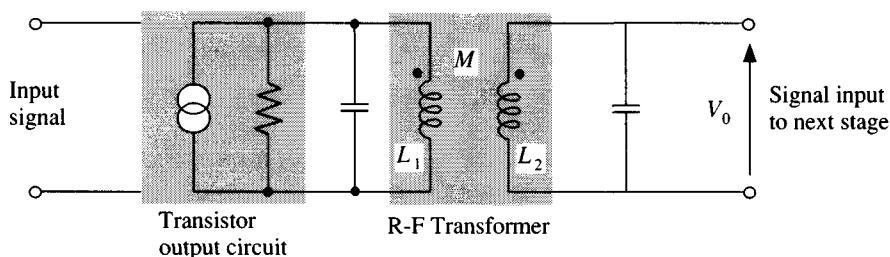 Input
signal
M
L1
L2
V0
Signal input
to next stage
Transistor
output circuit
R-F Transformer